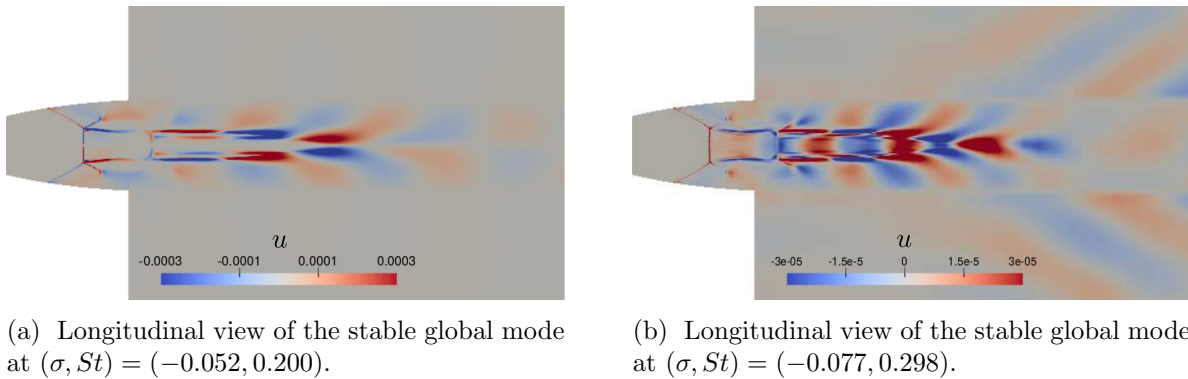 u
-0.0003 -0.0001 0.0001 0.0003
(a) Longitudinal view of the stable global mode
at (σ, St) = (−0.052, 0.200).
u
-3e-05 -1.5e-5 0 1.5e-5 3e-05
(b) Longitudinal view of the stable global mode
at (σ, St) = (−0.077, 0.298).